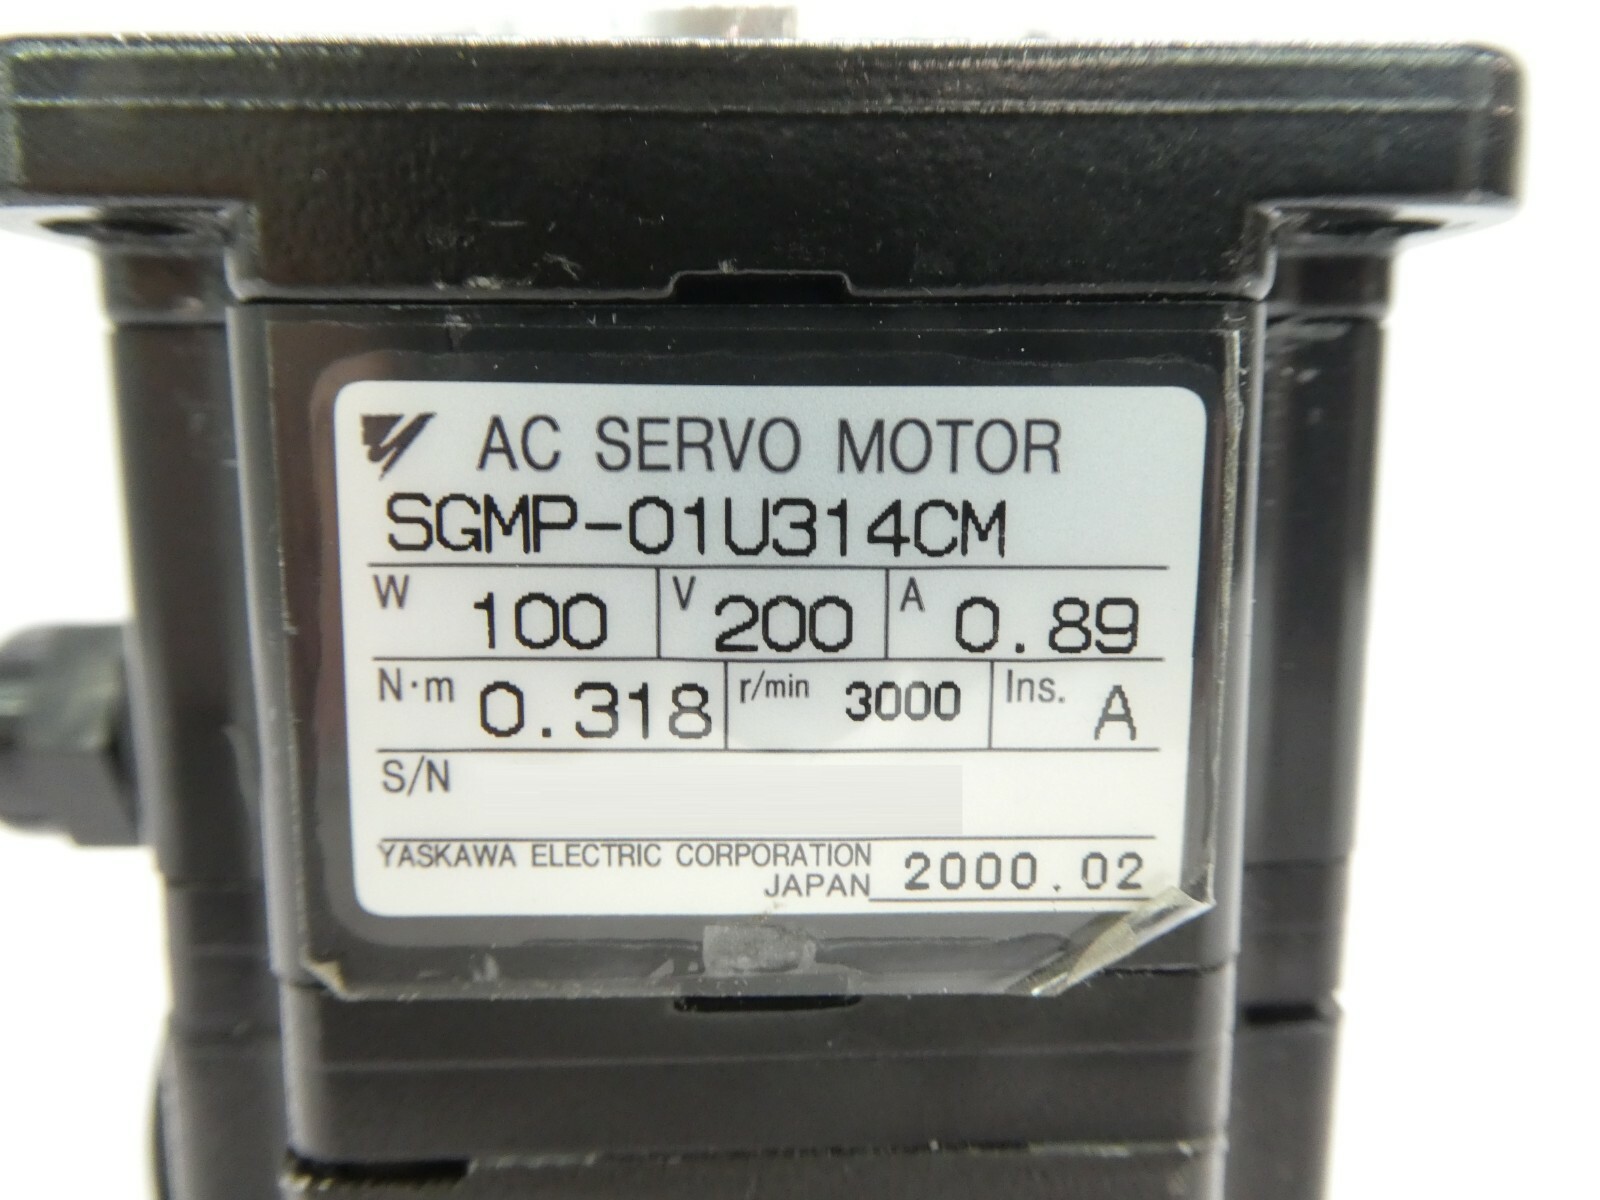 AC SERVO MOTOR
SGMP-01U314CM
W 100 V 200 A 0.89
N·m 0.318 r/min 3000 Ins. A
S/N
YASKAWA ELECTRIC CORPORATION
JAPAN 2000.02